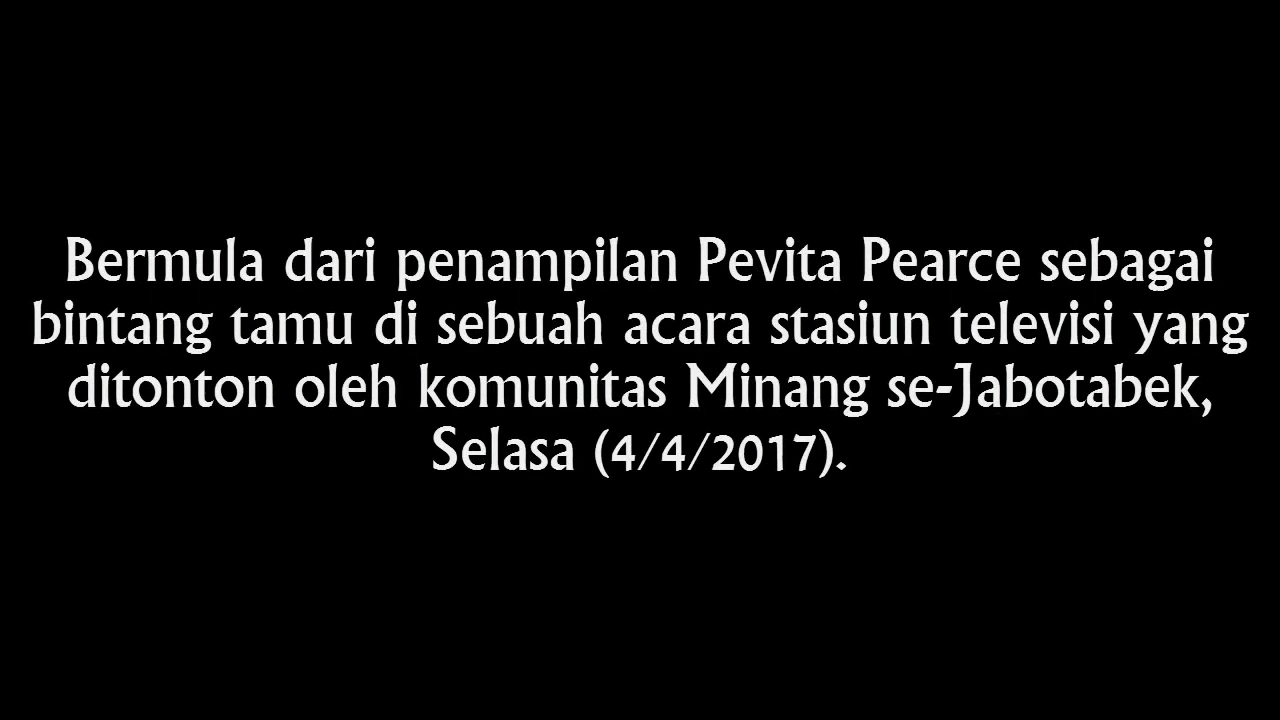 Bermula dari penampilan Pevita Pearce sebagai
bintang tamu di sebuah acara stasiun televisi yang
ditonton oleh komunitas Minang se-Jabotabek,
Selasa (4/4/2017).